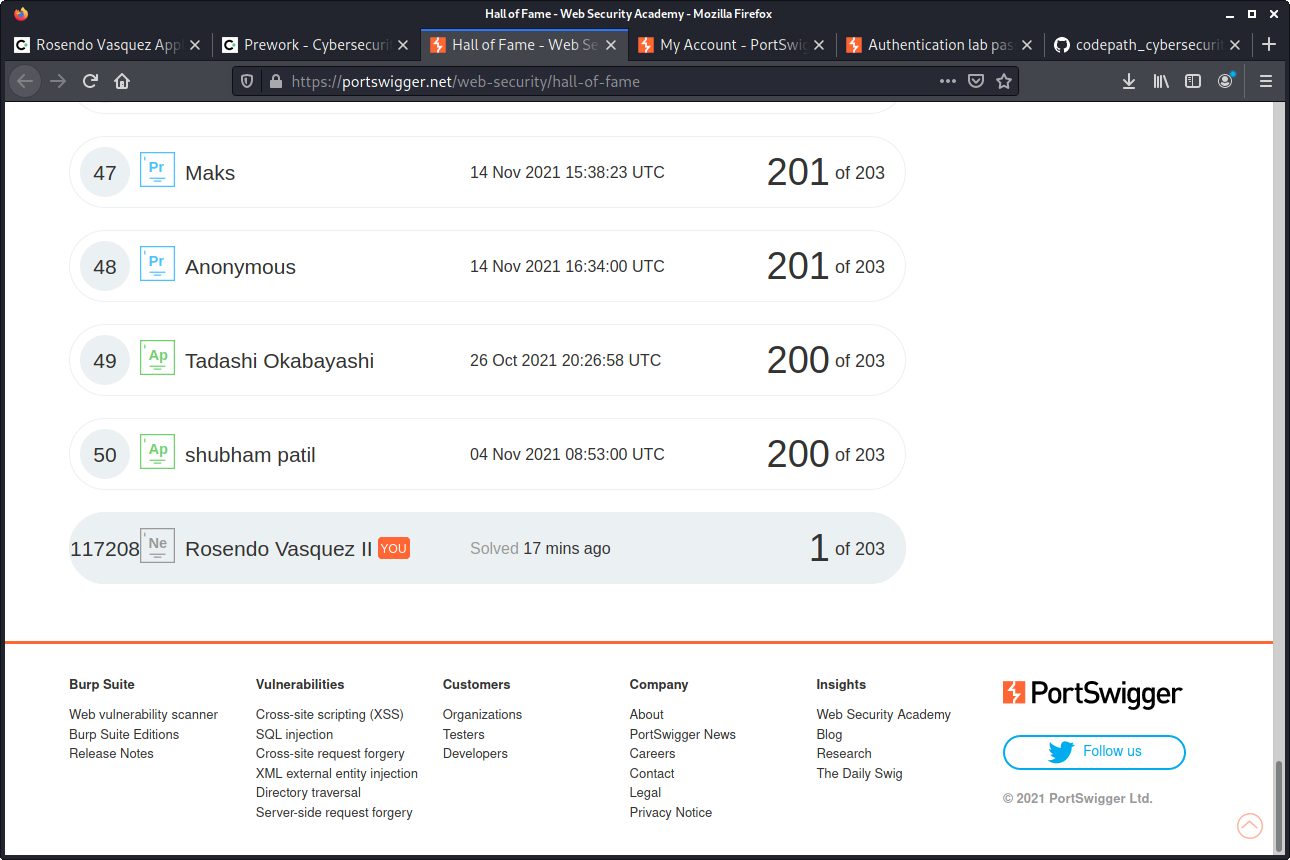 Hall of Fame - Web Security Academy - Mozilla Firefox
Rosendo Vasquez App
Prework - Cybersecuri
Hall of Fame - Web Se
My Account - PortSwig
Authentication lab pas
codepath_cybersecurit
https://portswigger.net/web-security/hall-of-fame
47 Pr Maks 14 Nov 2021 15:38:23 UTC 201 of 203
48 Pr Anonymous 14 Nov 2021 16:34:00 UTC 201 of 203
49 Ap Tadashi Okabayashi 26 Oct 2021 20:26:58 UTC 200 of 203
50 Ap shubham patil 04 Nov 2021 08:53:00 UTC 200 of 203
117208 Ne Rosendo Vasquez II YOU Solved 17 mins ago 1 of 203
Burp Suite
Web vulnerability scanner
Burp Suite Editions
Release Notes
Vulnerabilities
Cross-site scripting (XSS)
SQL injection
Cross-site request forgery
XML external entity injection
Directory traversal
Server-side request forgery
Customers
Organizations
Testers
Developers
Company
About
PortSwigger News
Careers
Contact
Legal
Privacy Notice
Insights
Web Security Academy
Blog
Research
The Daily Swig
PortSwigger
Follow us
© 2021 PortSwigger Ltd.